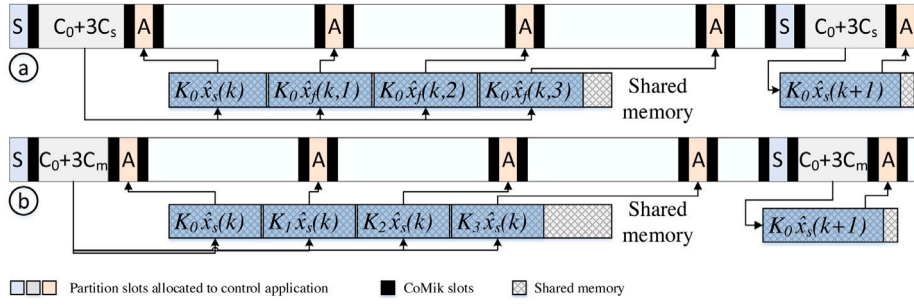 S C₀+3Cₛ A A A A S C₀+3Cₛ A
a K₀x̂ₛ(k) K₀x̂f(k,1) K₀x̂f(k,2) K₀x̂f(k,3) Shared memory K₀x̂ₛ(k+1)
S C₀+3Cₘ A A A A S C₀+3Cₘ A
b K₀x̂ₛ(k) K₁x̂ₛ(k) K₂x̂ₛ(k) K₃x̂ₛ(k) Shared memory K₀x̂ₛ(k+1)
Partition slots allocated to control application CoMik slots Shared memory